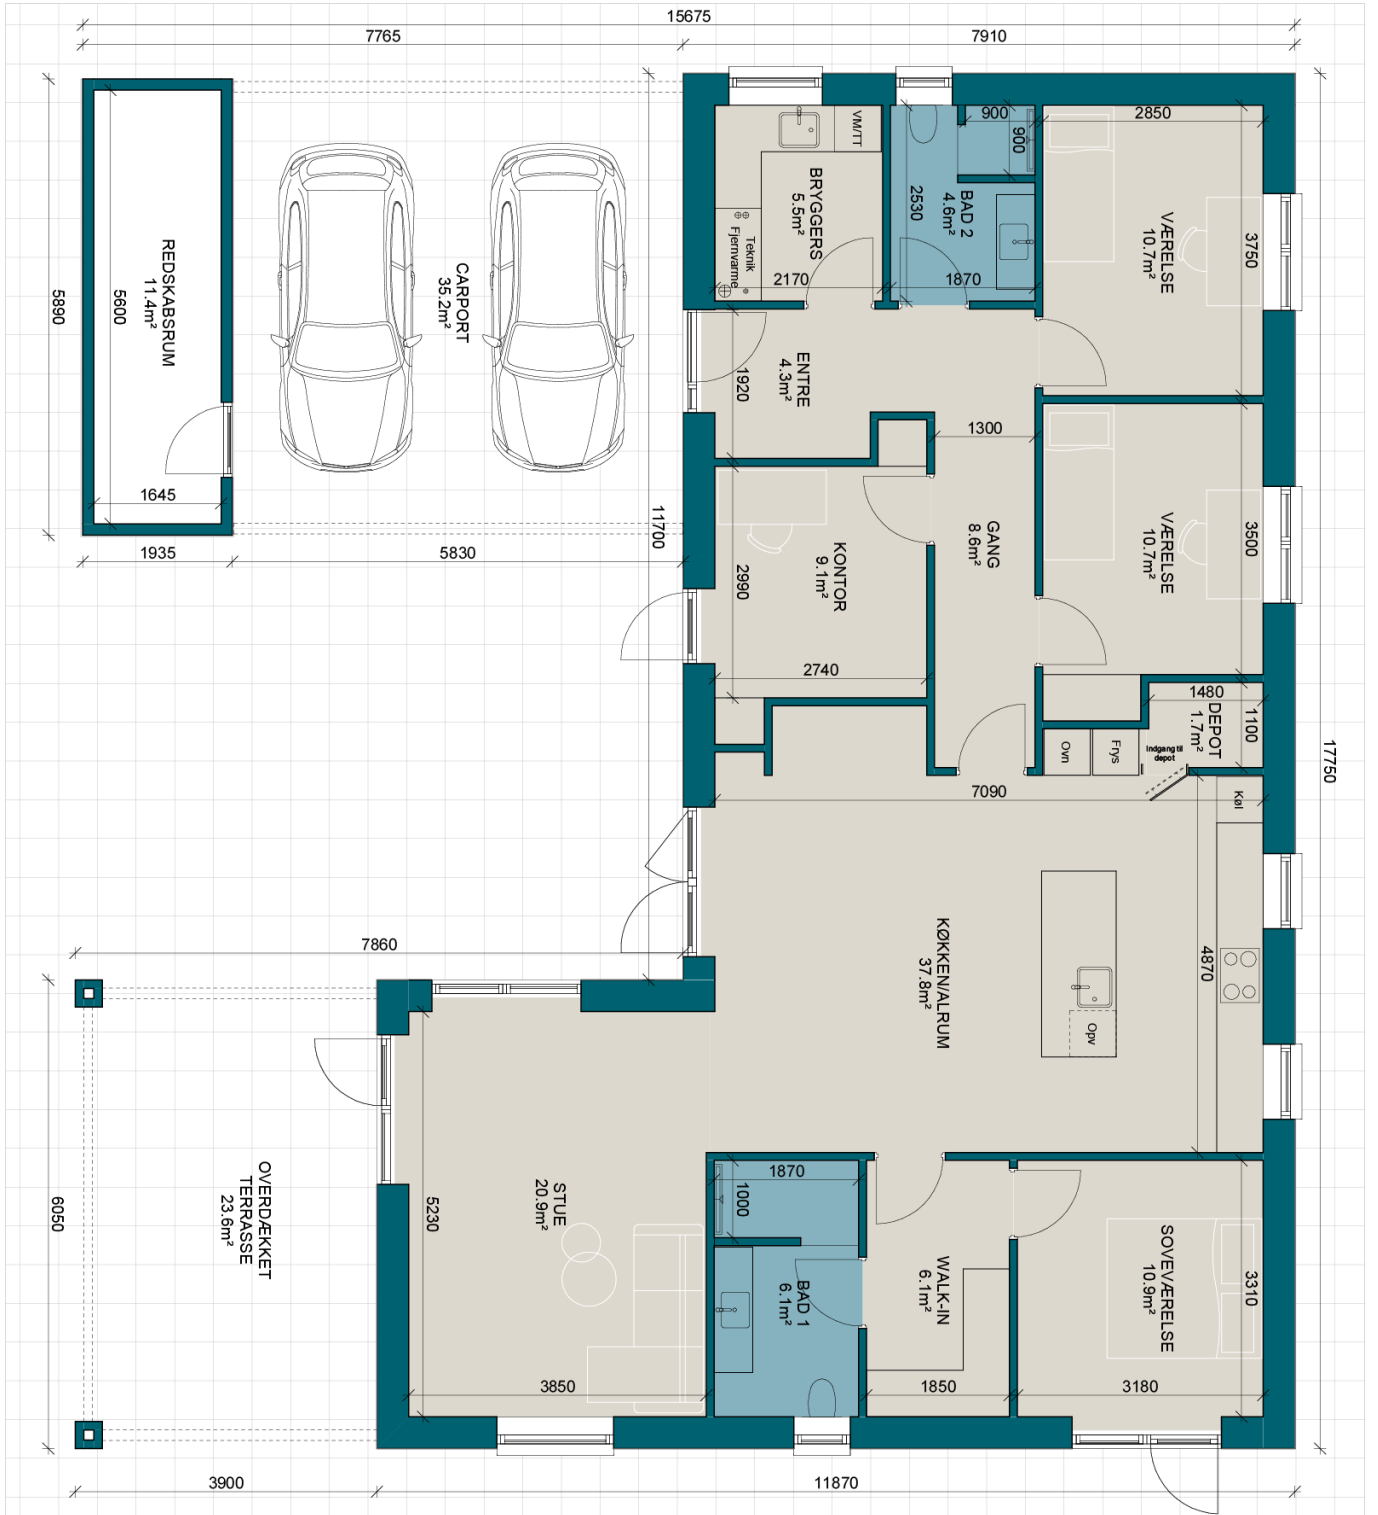 15675
7765
7910
VM/TT
900
900
2850
BRYGGERS
5.5m²
BAD 2
4.6m²
2530
VÆRELSE
10.7m²
3750
Teknik
Fjernvarme
2170
1870
REDSKABSRUM
11.4m²
5890
5600
CARPORT
35.2m²
ENTRE
4.3m²
1920
1300
1645
1935
5830
11700
KONTOR
9.1m²
2990
2740
GANG
8.6m²
VÆRELSE
10.7m²
3500
1480
1100
DEPOT
1.7m²
Indgang til
depot
Ovn
Frys
Køl
17750
7090
7860
KØKKEN/ALRUM
37.8m²
4870
Opv
OVERDÆKKET
TERRASSE
23.6m²
6050
5230
STUE
20.9m²
1870
1000
BAD 1
6.1m²
WALK-IN
6.1m²
SOVEVÆRELSE
10.9m²
3310
3850
1850
3180
3900
11870